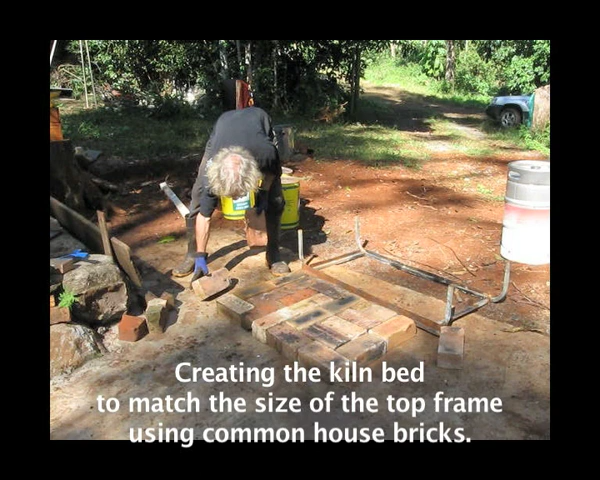 Creating the kiln bed
to match the size of the top frame
using common house bricks.